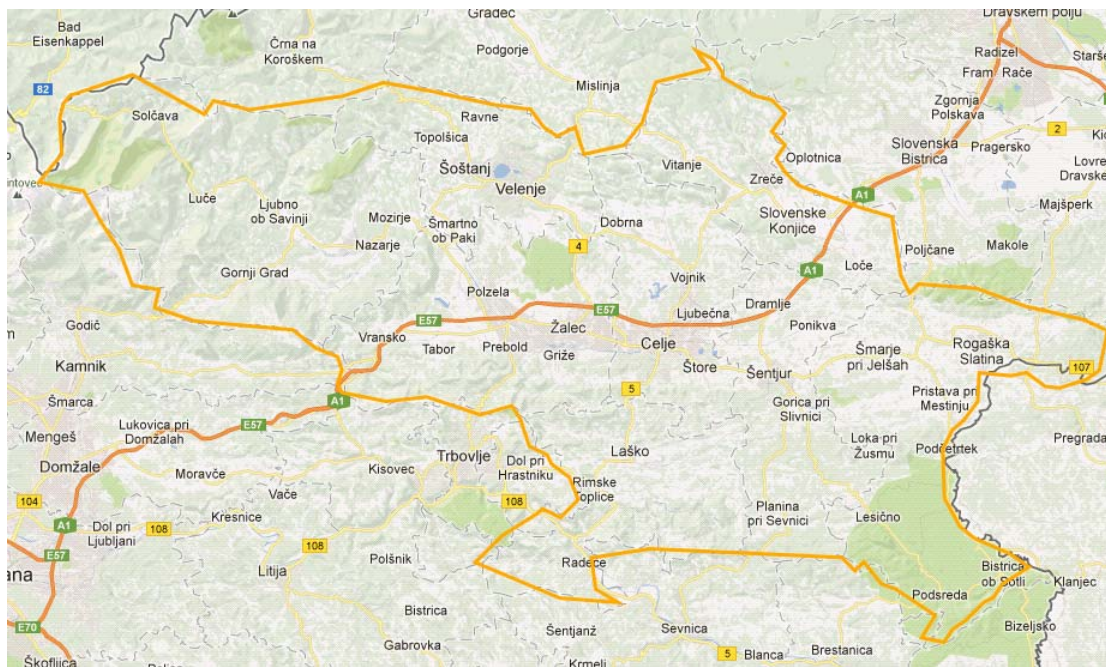 Gradec
Dravskem polju
Bad
Eisenkappel
Črna na
Koroškem
Podgorje
Radizel
Starše
Fram
Rače
82
Mislinja
Solčava
Ravne
Zgornja
Polskava
Topolšica
2
Slovenska
Bistrica
Pragersko
Šoštanj
Vitanje
Oplotnica
Zreče
Lovre
Dravske
Velenje
A1
Luče
Ljubno
ob Savinji
Mozirje
Šmartno
ob Paki
Dobrna
Slovenske
Konjice
Majšperk
Nazarje
4
Poljčane
Makole
Gornji Grad
Vojnik
A1
Loče
Polzela
Dramlje
E57
E57
Ljubečna
Godič
Vransko
Žalec
Ponikva
Tabor
Prebold
Griže
Celje
Rogaška
Slatina
Kamnik
Štore
Šentjur
Šmarje
pri Jelšah
107
Šmarca
A1
5
Pristava pri
Mestinju
Gorica pri
Slivnici
Lukovica pri
Domžalah
E57
Mengeš
Loka pri
Žusmu
Pregrada
Domžale
Trbovlje
Dol pri
Hrastniku
Laško
Podčetrtek
Moravče
Kisovec
Vače
Rimske
Toplice
104
108
Kresnice
Planina
pri Sevnici
Lesično
A1
Dol pri
Ljubljani
108
108
E57
Polšnik
Radeče
Litija
Bistrica
ob Sotli
Klanjec
Podsreda
Bistrica
E70
Šentjanž
Sevnica
Bizeljsko
Gabrovka
Brestanica
Škofljica
Krmelj
5
Blanca